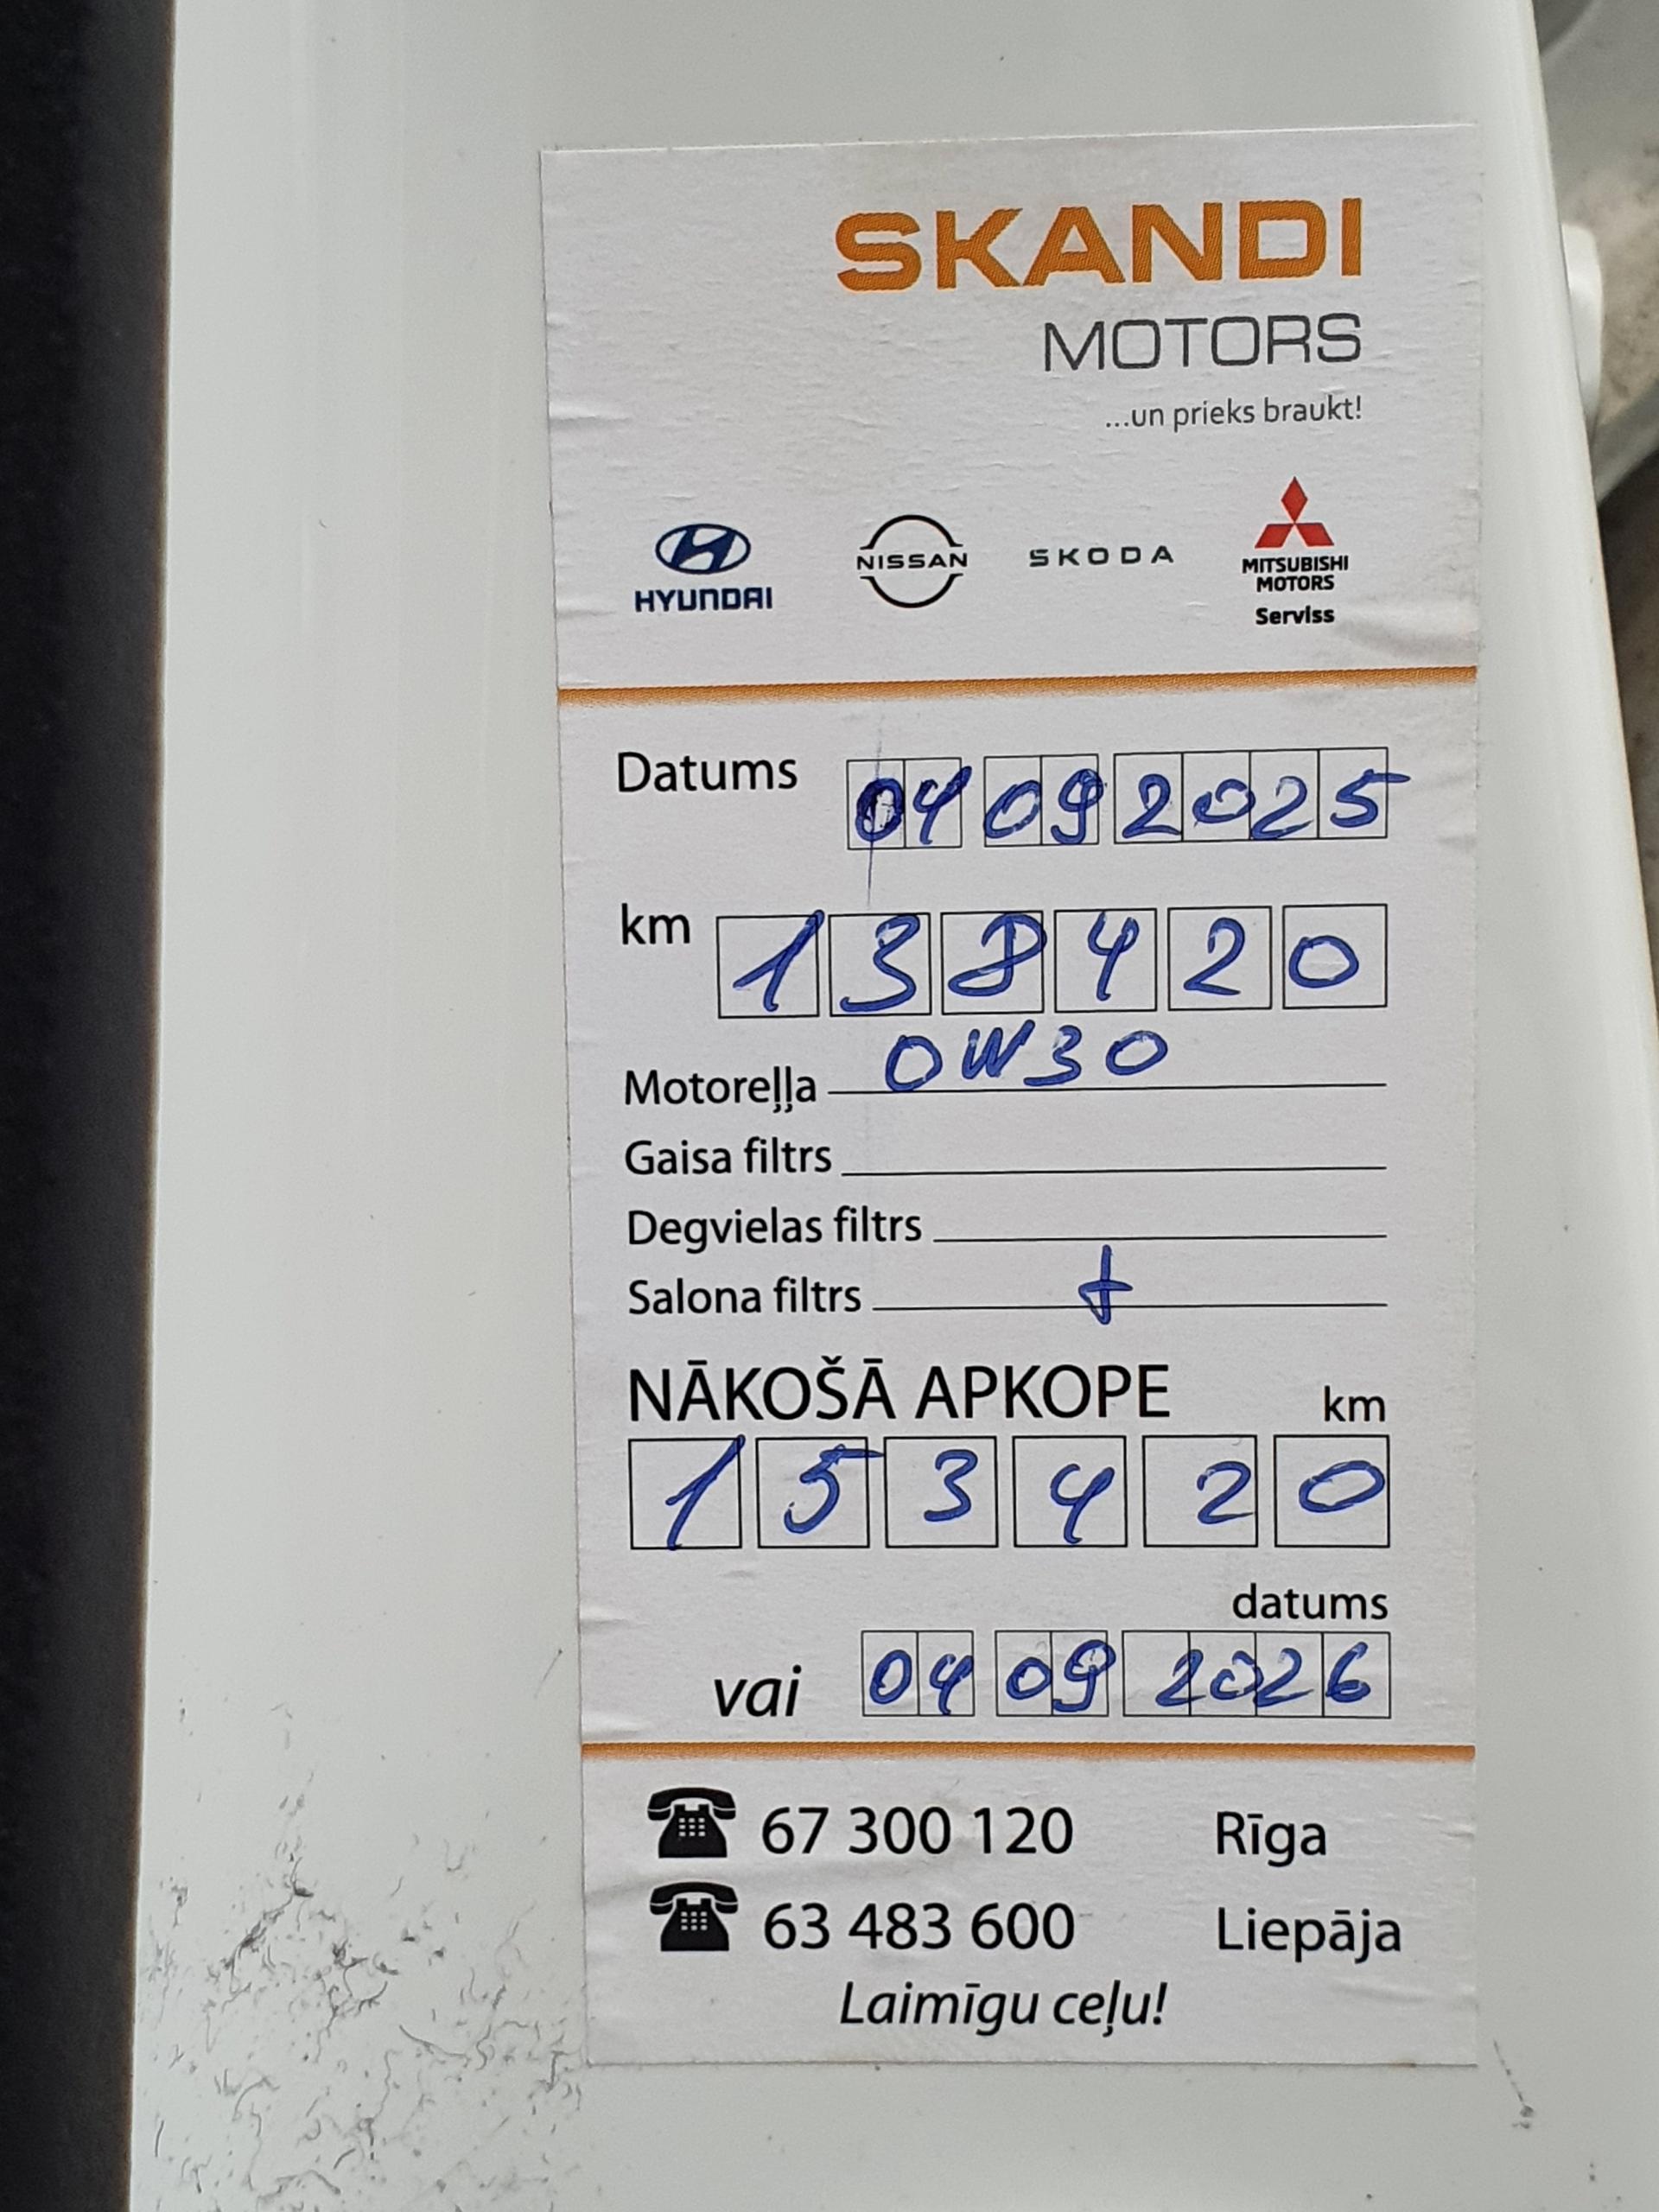 SKANDI
MOTORS
...un prieks braukt!
HYUNDAI NISSAN SKODA MITSUBISHI MOTORS Serviss
Datums 04 09 2025
km 138420
Motoreļļa 0W30
Gaisa filtrs
Degvielas filtrs
Salona filtrs +
NĀKOŠĀ APKOPE km
153420
datums
vai 04 09 2026
67 300 120 Rīga
63 483 600 Liepāja
Laimīgu ceļu!